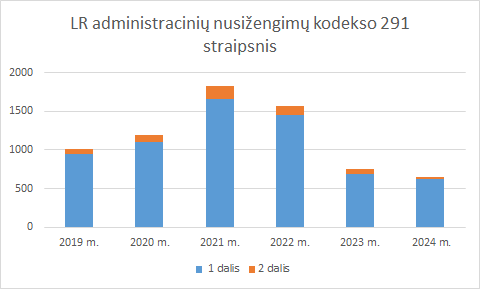 LR administracinių nusižengimų kodekso 291
straipsnis
2000
1500
1000
500
0
2019 m. 2020 m. 2021 m. 2022 m. 2023 m. 2024 m.
1 dalis 2 dalis